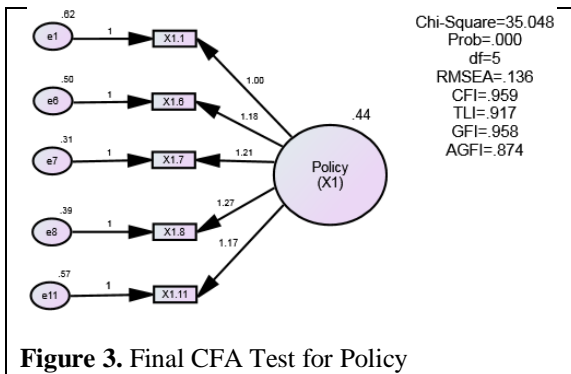 Chi-Square=35.048
Prob=.000
df=5
RMSEA=.136
CFI=.959
TLI=.917
GFI=.958
AGFI=.874
.62
e1
1
X1.1
1.00
.50
e6
1
X1.6
1.18
.44
.31
e7
1
X1.7
1.21
Policy
(X1)
.39
e8
1
X1.8
1.27
.57
e11
1
X1.11
1.17
Figure 3. Final CFA Test for Policy